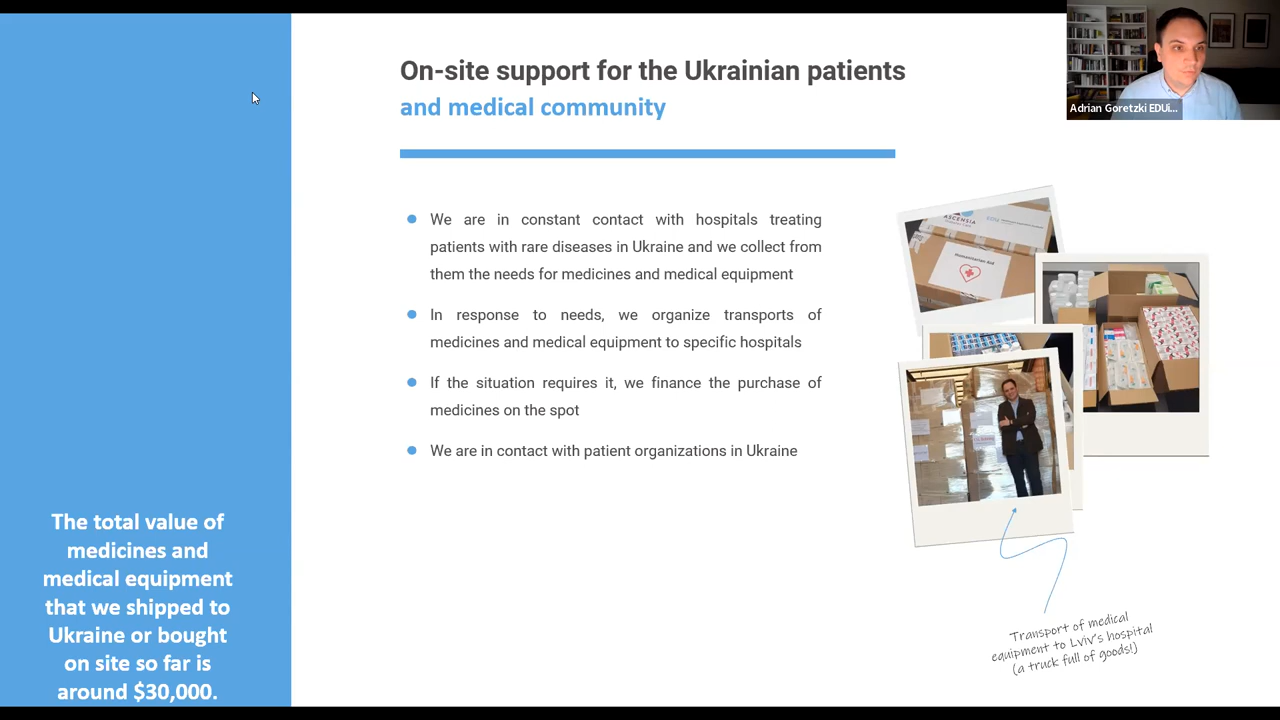 On-site support for the Ukrainian patients
and medical community
Adrian Goretzki EDUi...
We are in constant contact with hospitals treating
patients with rare diseases in Ukraine and we collect from
them the needs for medicines and medical equipment
In response to needs, we organize transports of
medicines and medical equipment to specific hospitals
If the situation requires it, we finance the purchase of
medicines on the spot
We are in contact with patient organizations in Ukraine
ASCENSIA
Humanitarian Aid
The total value of
medicines and
medical equipment
that we shipped to
Ukraine or bought
on site so far is
around $30,000.
Transport of medical
equipment to Lviv's hospital
(a truck full of goods!)